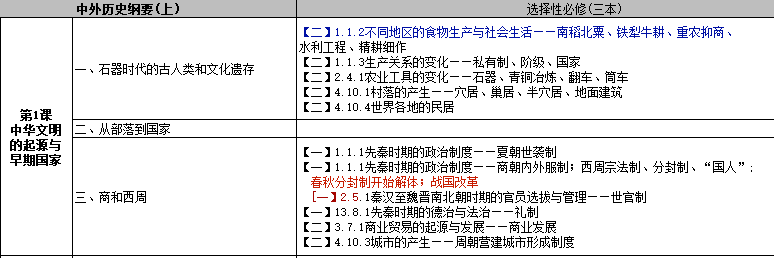 中外历史纲要(上)
选择性必修(三本)
第1课
中华文明
的起源与
早期国家
一、石器时代的古人类和文化遗存
【二】1.1.2不同地区的食物生产与社会生活——南稻北粟、铁犁牛耕、重农抑商、
水利工程、精耕细作
【二】1.1.3生产关系的变化——私有制、阶级、国家
【二】2.4.1农业工具的变化——石器、青铜冶炼、翻车、筒车
【二】4.10.1村落的产生——穴居、巢居、半穴居、地面建筑
【二】4.10.4世界各地的民居
二、从部落到国家
三、商和西周
【一】1.1.1先秦时期的政治制度——夏朝世袭制
【一】1.1.1先秦时期的政治制度——商朝内外服制；西周宗法制、分封制、“国人”；
春秋分封制开始解体；战国改革
[一】2.5.1秦汉至魏晋南北朝时期的官员选拔与管理——世官制
【一】13.8.1先秦时期的德治与法治——礼制
【二】3.7.1商业贸易的起源与发展——商业发展
【二】4.10.3城市的产生——周朝营建城市形成制度